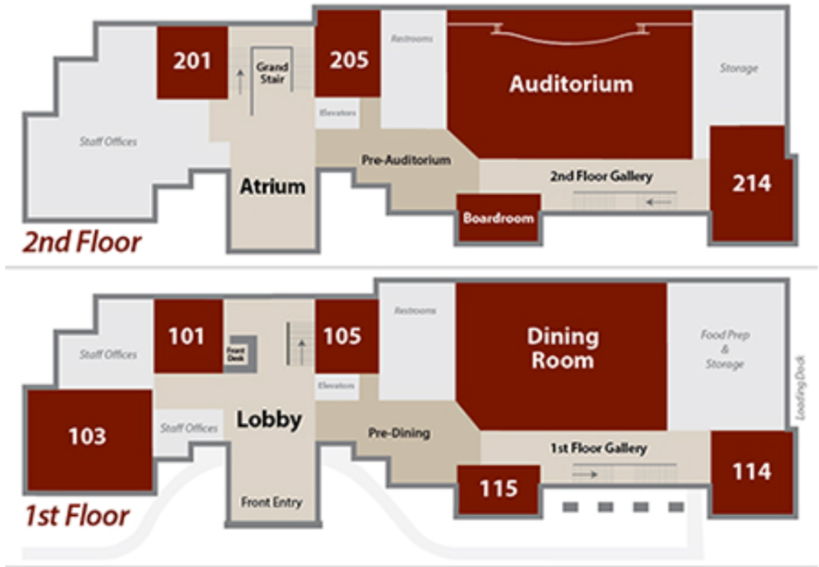 201
Grand
Stair
205
Restrooms
Auditorium
Storage
Elevators
Staff Offices
Pre-Auditorium
Atrium
2nd Floor Gallery
214
Boardroom
2nd Floor
101
Front
Desk
105
Restrooms
Dining
Room
Food Prep
&
Storage
Loading Dock
Staff Offices
Elevators
103
Staff Offices
Lobby
Pre-Dining
1st Floor Gallery
114
115
Front Entry
1st Floor